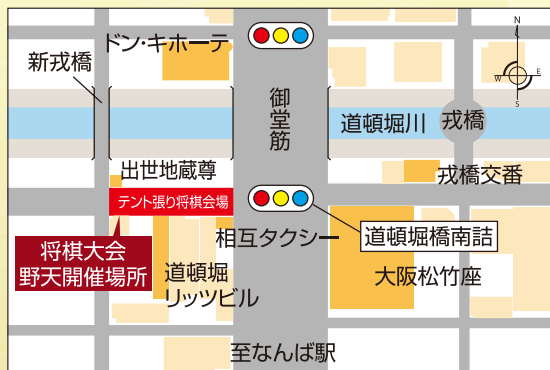 ドン・キホーテ
新戎橋
N
W
E
S
御堂筋
道頓堀川
戎橋
出世地蔵尊
戎橋交番
テント張り将棋会場
相互タクシー
道頓堀橋南詰
将棋大会
野天開催場所
道頓堀
リッツビル
大阪松竹座
至なんば駅